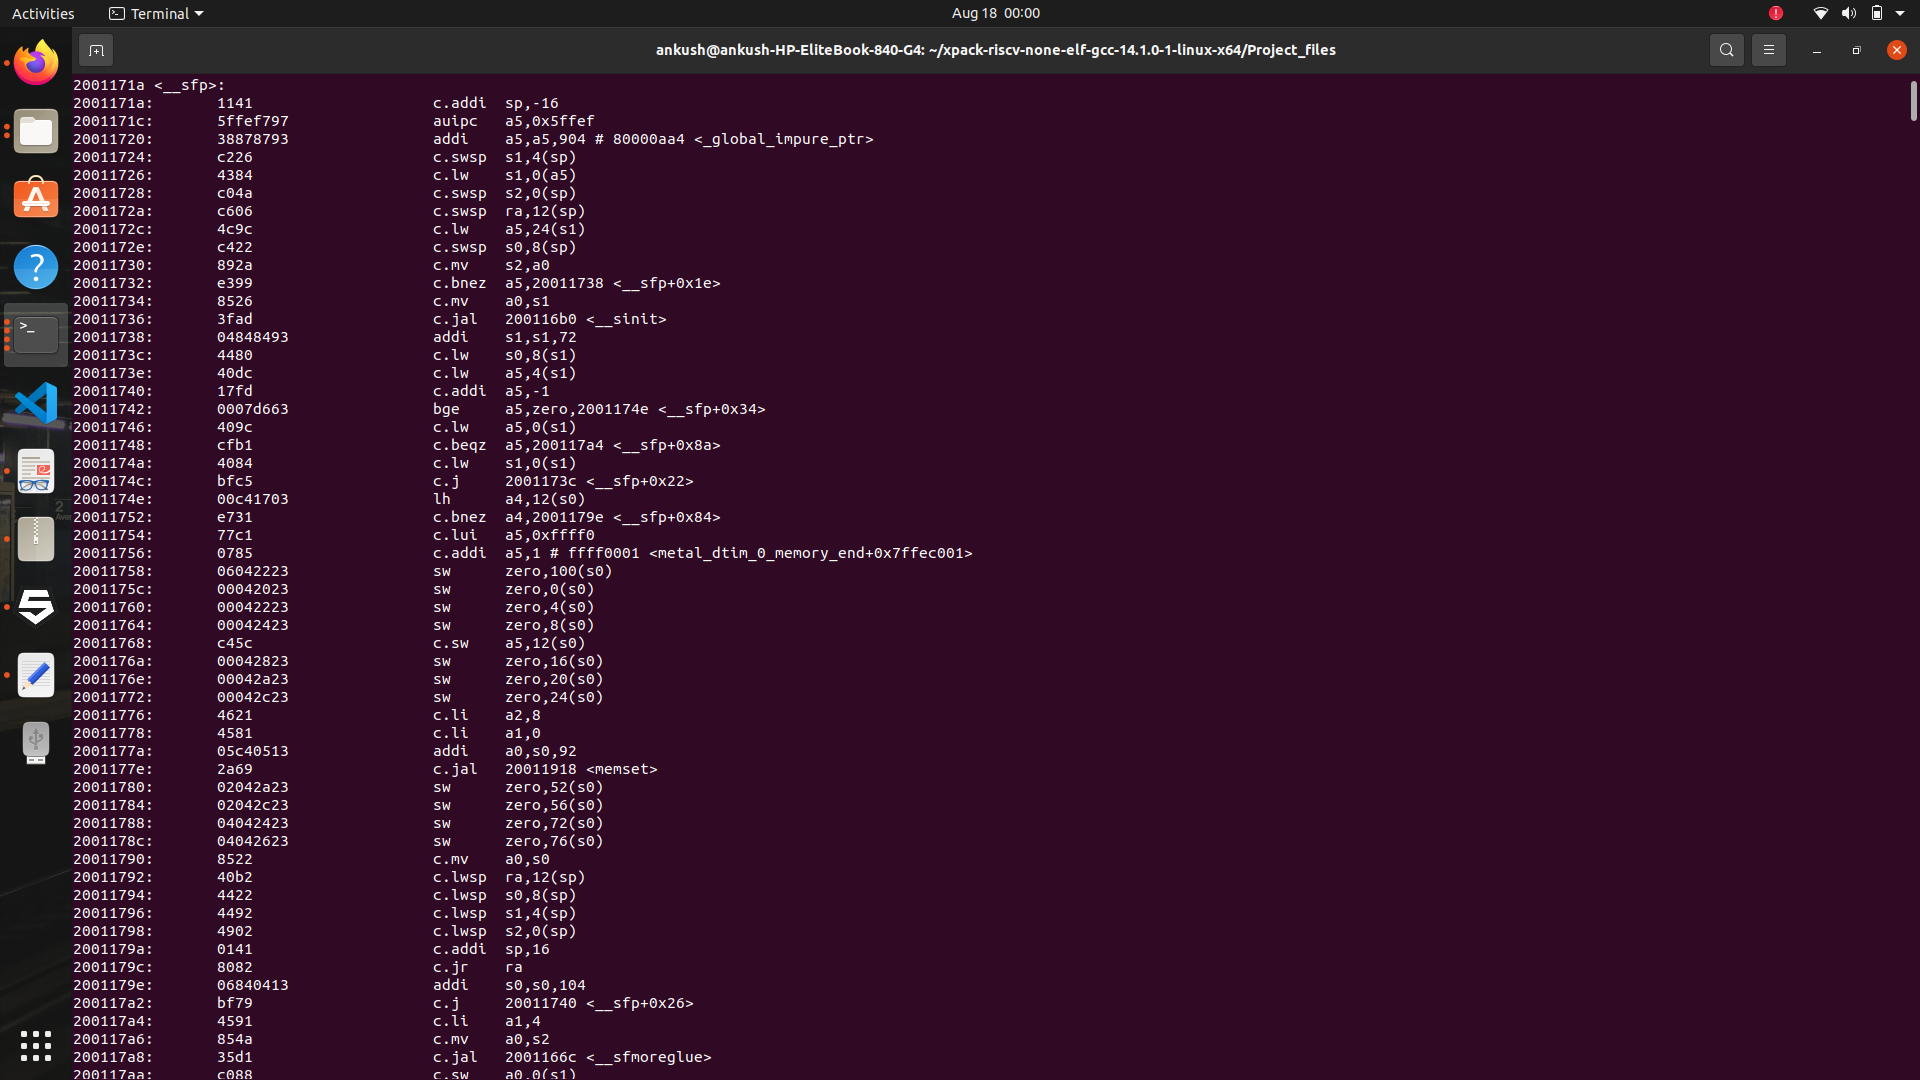 Activities
Terminal
Aug 18 00:00
ankush@ankush-HP-EliteBook-840-G4: ~/xpack-riscv-none-elf-gcc-14.1.0-1-linux-x64/Project_files
2001171a <__sfp>:
2001171a: 1141 c.addi sp,-16
2001171c: 5ffef797 auipc a5,0x5ffef
20011720: 38878793 addi a5,a5,904 # 80000aa4 <_global_impure_ptr>
20011724: c226 c.swsp s1,4(sp)
20011726: 4384 c.lw s1,0(a5)
20011728: c04a c.swsp s2,0(sp)
2001172a: c606 c.swsp ra,12(sp)
2001172c: 4c9c c.lw a5,24(s1)
2001172e: c422 c.swsp s0,8(sp)
20011730: 892a c.mv s2,a0
20011732: e399 c.bnez a5,20011738 <__sfp+0x1e>
20011734: 8526 c.mv a0,s1
20011736: 3fad c.jal 200116b0 <__sinit>
20011738: 04848493 addi s1,s1,72
2001173c: 4480 c.lw s0,8(s1)
2001173e: 40dc c.lw a5,4(s1)
20011740: 17fd c.addi a5,-1
20011742: 0007d663 bge a5,zero,2001174e <__sfp+0x34>
20011746: 409c c.lw a5,0(s1)
20011748: cfb1 c.beqz a5,200117a4 <__sfp+0x8a>
2001174a: 4084 c.lw s1,0(s1)
2001174c: bfc5 c.j 2001173c <__sfp+0x22>
2001174e: 00c41703 lh a4,12(s0)
20011752: e731 c.bnez a4,2001179e <__sfp+0x84>
20011754: 77c1 c.lui a5,0xffff0
20011756: 0785 c.addi a5,1 # ffff0001 <metal_dtim_0_memory_end+0x7ffec001>
20011758: 06042223 sw zero,100(s0)
2001175c: 00042023 sw zero,0(s0)
20011760: 00042223 sw zero,4(s0)
20011764: 00042423 sw zero,8(s0)
20011768: c45c c.sw a5,12(s0)
2001176a: 00042823 sw zero,16(s0)
2001176e: 00042a23 sw zero,20(s0)
20011772: 00042c23 sw zero,24(s0)
20011776: 4621 c.li a2,8
20011778: 4581 c.li a1,0
2001177a: 05c40513 addi a0,s0,92
2001177e: 2a69 c.jal 20011918 <memset>
20011780: 02042a23 sw zero,52(s0)
20011784: 02042c23 sw zero,56(s0)
20011788: 04042423 sw zero,72(s0)
2001178c: 04042623 sw zero,76(s0)
20011790: 8522 c.mv a0,s0
20011792: 40b2 c.lwsp ra,12(sp)
20011794: 4422 c.lwsp s0,8(sp)
20011796: 4492 c.lwsp s1,4(sp)
20011798: 4902 c.lwsp s2,0(sp)
2001179a: 0141 c.addi sp,16
2001179c: 8082 c.jr ra
2001179e: 06840413 addi s0,s0,104
200117a2: bf79 c.j 20011740 <__sfp+0x26>
200117a4: 4591 c.li a1,4
200117a6: 854a c.mv a0,s2
200117a8: 35d1 c.jal 2001166c <__sfmoreglue>
200117aa: c088 c.sw a0,0(s1)